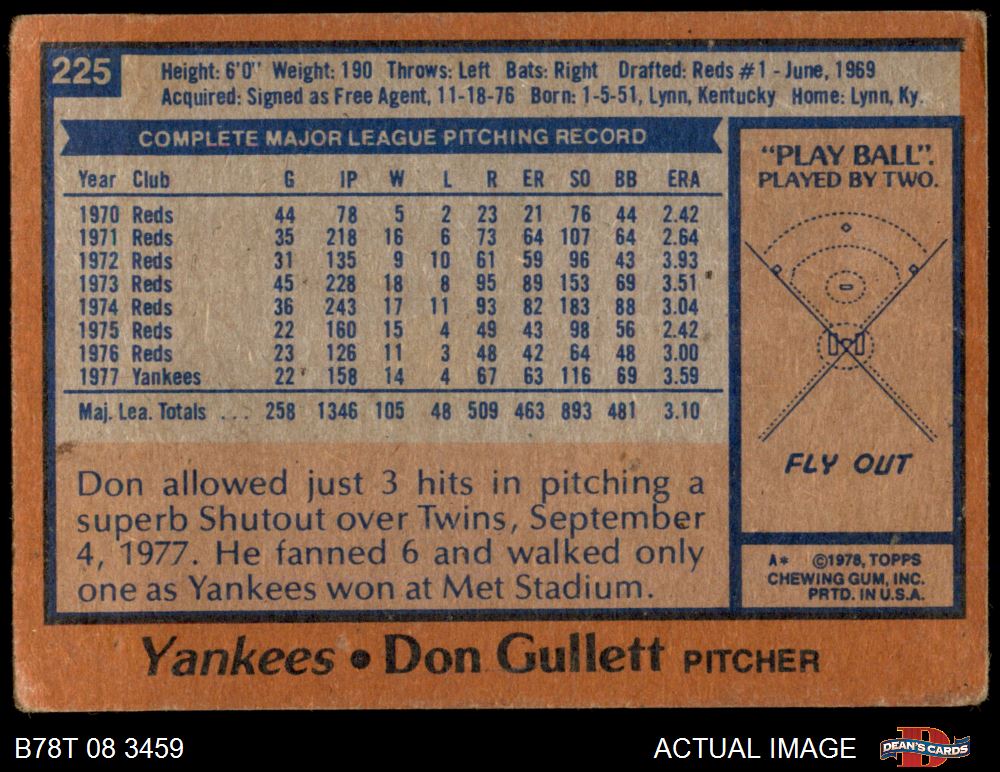 225
Height: 6'0" Weight: 190 Throws: Left Bats: Right Drafted: Reds #1 - June, 1969
Acquired: Signed as Free Agent, 11-18-76 Born: 1-5-51, Lynn, Kentucky Home: Lynn, Ky.
COMPLETE MAJOR LEAGUE PITCHING RECORD
Year Club G IP W L R ER SO BB ERA
1970 Reds 44 78 5 2 23 21 76 44 2.42
1971 Reds 35 218 16 6 73 64 107 64 2.64
1972 Reds 31 135 9 10 61 59 96 43 3.93
1973 Reds 45 228 18 8 95 89 153 69 3.51
1974 Reds 36 243 17 11 93 82 183 88 3.04
1975 Reds 22 160 15 4 49 43 98 56 2.42
1976 Reds 23 126 11 3 48 42 64 48 3.00
1977 Yankees 22 158 14 4 67 63 116 69 3.59
Maj. Lea. Totals ... 258 1346 105 48 509 463 893 481 3.10
Don allowed just 3 hits in pitching a
superb Shutout over Twins, September
4, 1977. He fanned 6 and walked only
one as Yankees won at Met Stadium.
"PLAY BALL".
PLAYED BY TWO.
FLY OUT
A* ©1978, TOPPS
CHEWING GUM, INC.
PRTD. IN U.S.A.
Yankees • Don Gullett PITCHER
B78T 08 3459
ACTUAL IMAGE
D
DEAN'S CARDS